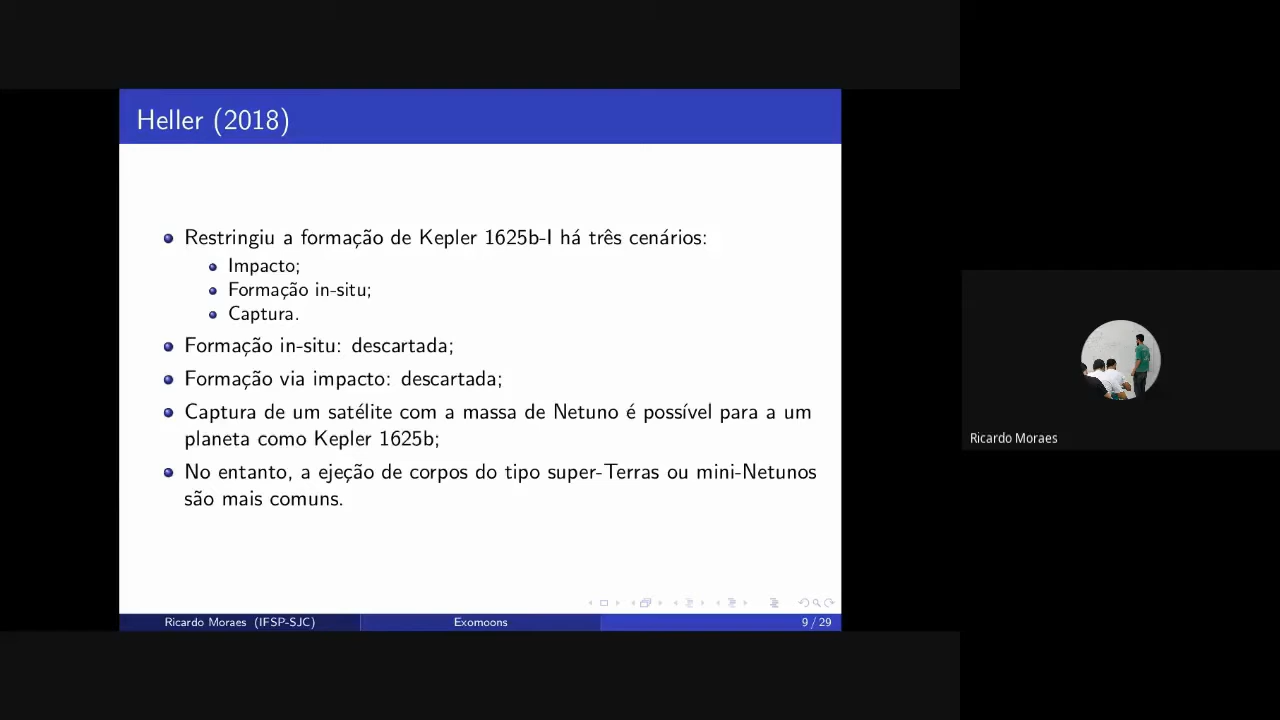 Heller (2018)
Restringiu a formação de Kepler 1625b-I há três cenários:
Impacto;
Formação in-situ;
Captura.
Formação in-situ: descartada;
Formação via impacto: descartada;
Captura de um satélite com a massa de Netuno é possível para a um
planeta como Kepler 1625b;
No entanto, a ejeção de corpos do tipo super-Terras ou mini-Netunos
são mais comuns.
Ricardo Moraes (IFSP-SJC)
Exomoons
9 / 29
Ricardo Moraes